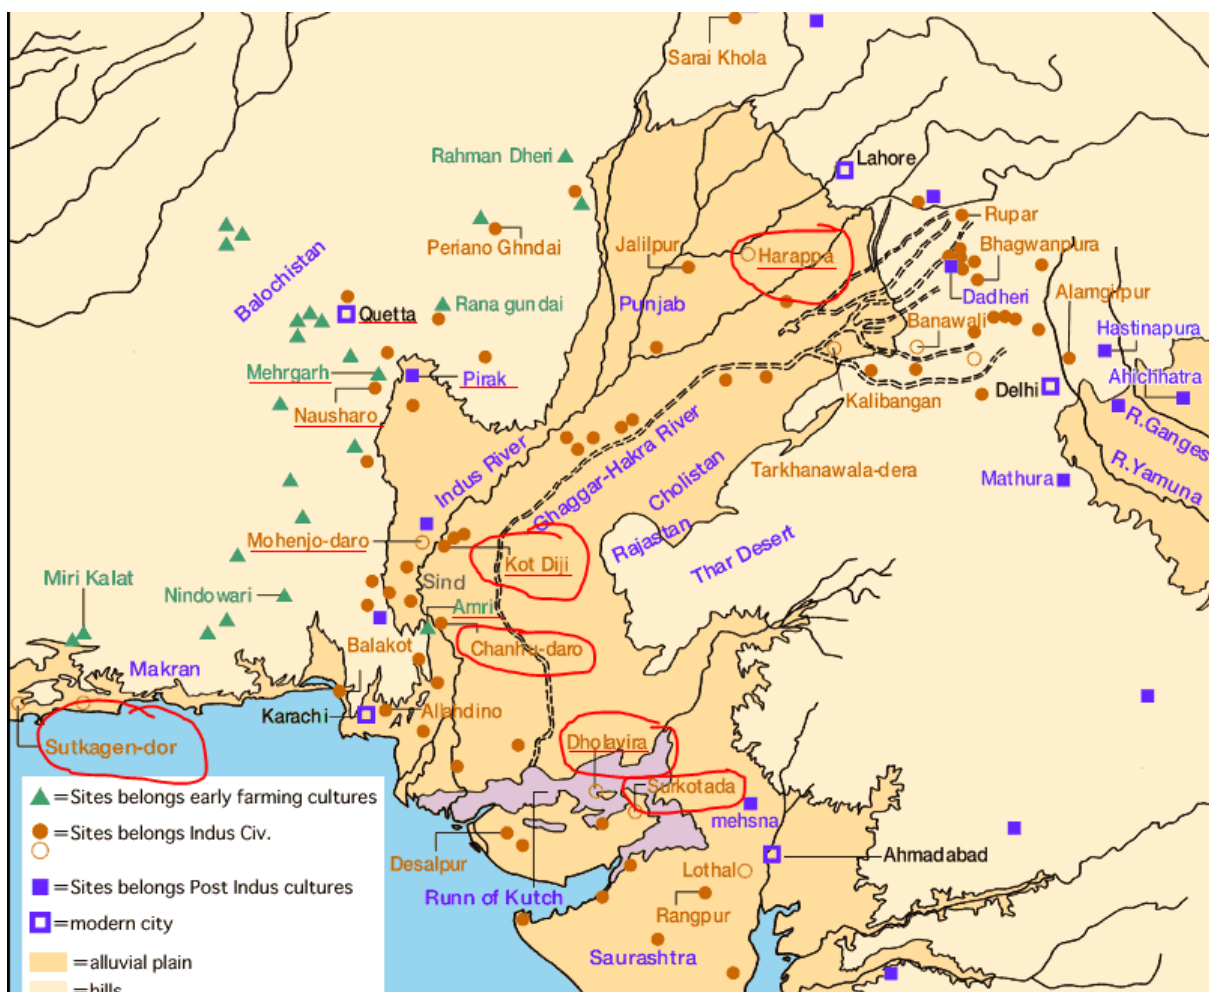 Sarai Khola
Rahman Dheri
Lahore
Rupar
Periano Ghndai
Jalilpur
Harappa
Bhagwanpura
Balochistan
Rana gundai
Punjab
Dadheri
Alamgirpur
Quetta
Banawali
Hastinapura
Mehrgarh
Pirak
Ahichhatra
Nausharo
Kalibangan
Delhi
Indus River
Ghaggar-Hakra River
R.Ganges
Cholistan
Tarkhanawala-dera
Mathura
R.Yamuna
Mohenjo-daro
Rajastan
Thar Desert
Kot Diji
Miri Kalat
Sind
Nindowari
Amri
Balakot
Chanhu-daro
Makran
Karachi
Allahdino
Sutkagen-dor
Dholavira
Surkotada
mehsna
Desalpur
Ahmadabad
Lothal
Runn of Kutch
Rangpur
Saurashtra
=Sites belongs early farming cultures
=Sites belongs Indus Civ.
=Sites belongs Post Indus cultures
=modern city
=alluvial plain
=hills